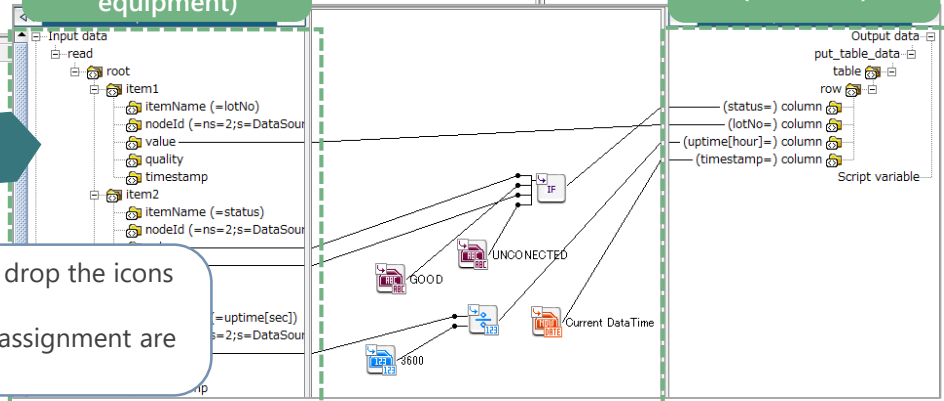 equipment)
Input data
read
root
item1
itemName (=lotNo)
nodeId (=ns=2;s=DataSour
value
quality
timestamp
item2
itemName (=status)
nodeId (=ns=2;s=DataSour
drop the icons
assignment are
(=uptime[sec])
s=2;s=DataSour
IF
UNCONECTED
GOOD
Current DataTime
3600
Output data
put_table_data
table
row
(status=) column
(lotNo=) column
(uptime[hour]=) column
(timestamp=) column
Script variable